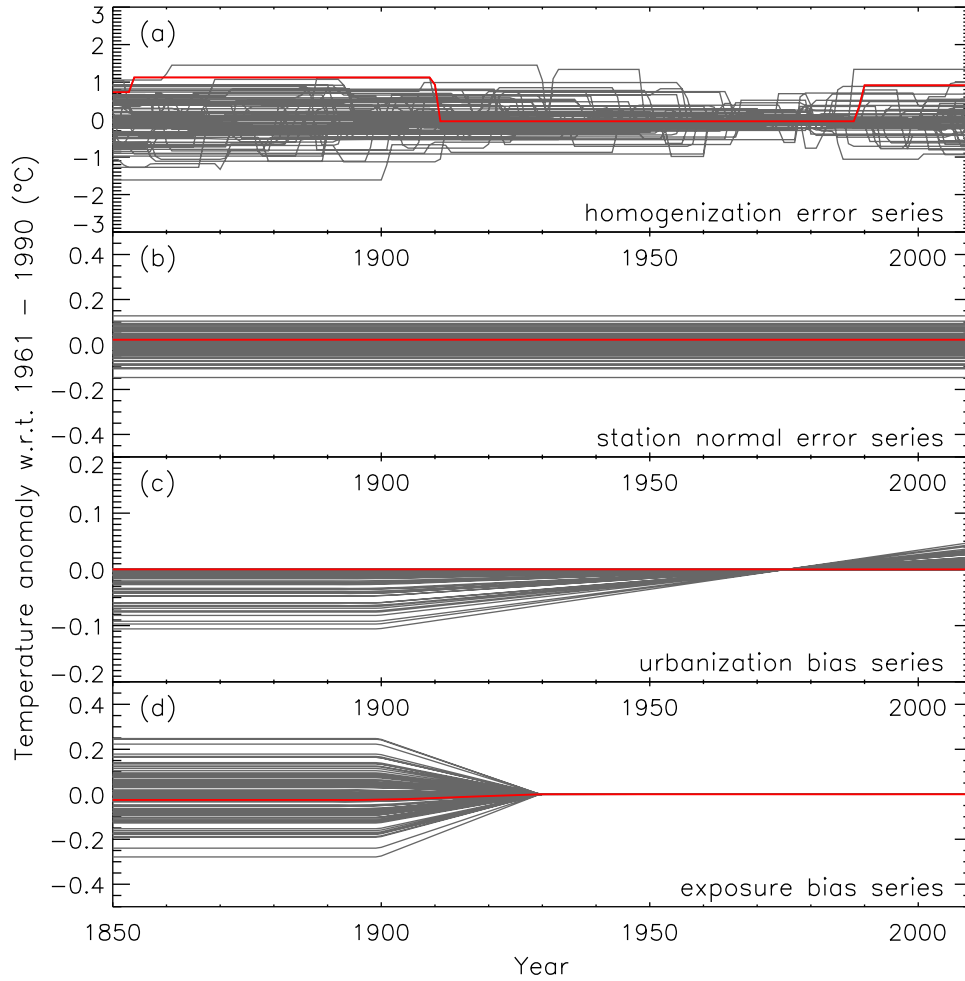 Temperature anomaly w.r.t. 1961 – 1990 (°C)
(a)
3
2
1
0
−1
−2
−3
homogenization error series
1900 1950 2000
(b)
0.4
0.2
0.0
−0.2
−0.4
station normal error series
1900 1950 2000
(c)
0.2
0.1
0.0
−0.1
−0.2
urbanization bias series
1900 1950 2000
(d)
0.4
0.2
0.0
−0.2
−0.4
exposure bias series
1850 1900 1950 2000
Year